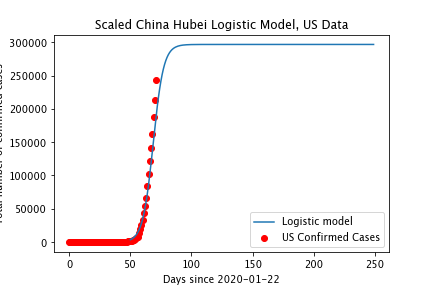 Scaled China Hubei Logistic Model, US Data
300000
250000
200000
150000
100000
50000
0
number of confirmed cases
0
50
100
150
200
250
Days since 2020-01-22
Logistic model
US Confirmed Cases